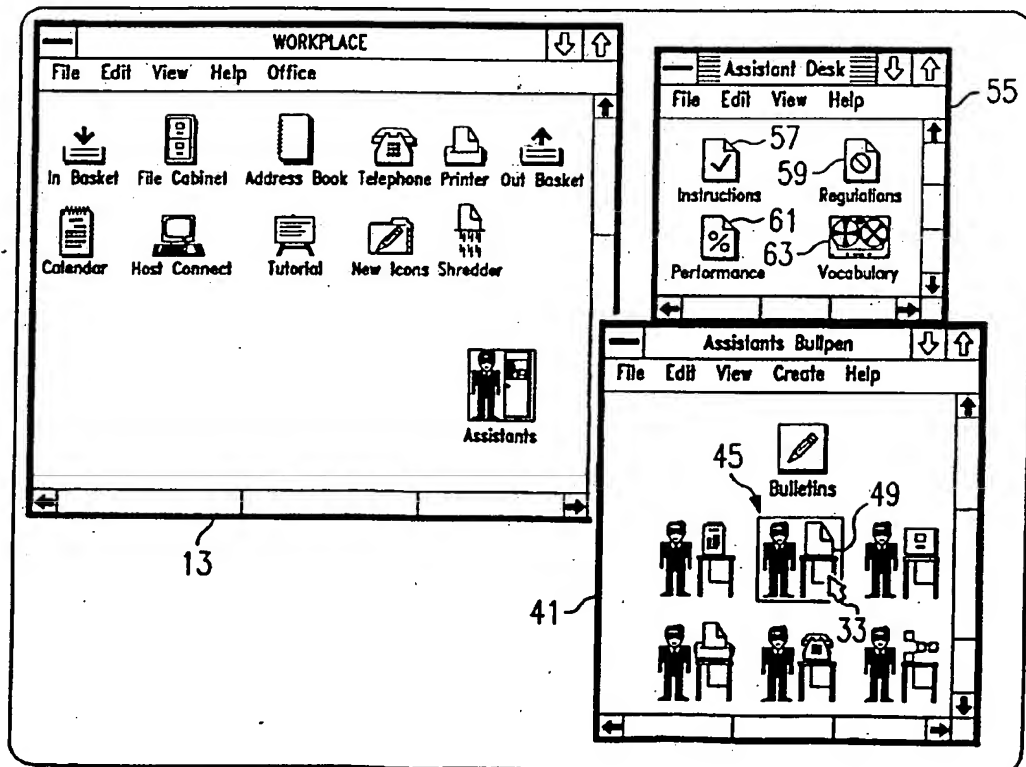 WORKPLACE
File Edit View Help Office
In Basket File Cabinet Address Book Telephone Printer Out Basket
Calendar Host Connect Tutorial New Icons Shredder
Assistants
13
Assistant Desk
55
File Edit View Help
57
59
Instructions Regulations
61
63
Performance Vocabulary
Assistants Bullpen
File Edit View Create Help
45
Bulletins
49
41
33